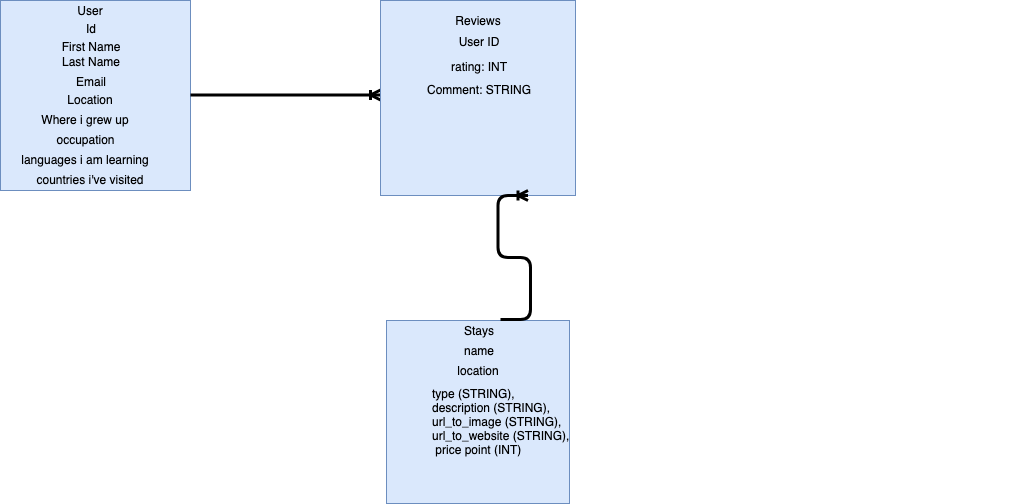 User
Id
First Name
Last Name
Email
Location
Where i grew up
occupation
languages i am learning
countries i've visited
Reviews
User ID
rating: INT
Comment: STRING
Stays
name
location
type (STRING),
description (STRING),
url_to_image (STRING),
url_to_website (STRING),
price point (INT)